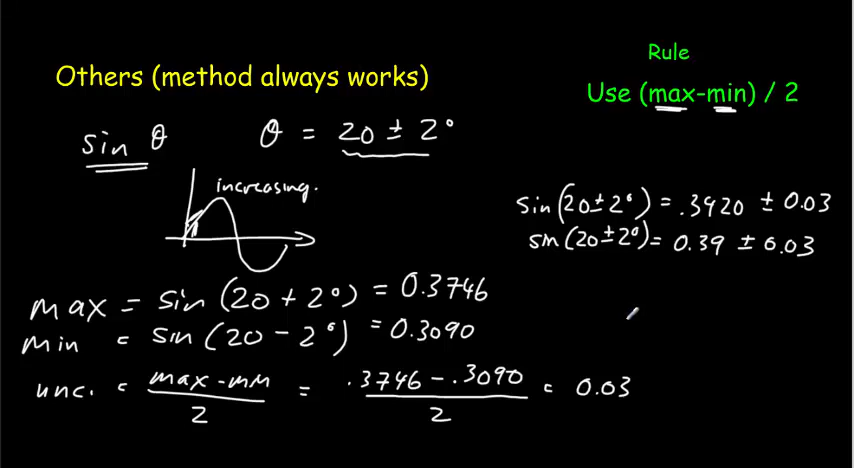 Rule
Others (method always works)
Use (max-min) / 2
sin θ θ = 20 ± 2°
increasing.
sin(20±2°) = .3920 ± 0.03
sin(20±2°) = 0.39 ± 0.03
max = sin(20 + 2°) = 0.3746
min = sin(20 - 2°) = 0.3090
unc. = max-min / 2 = .3746 - .3090 / 2 = 0.03